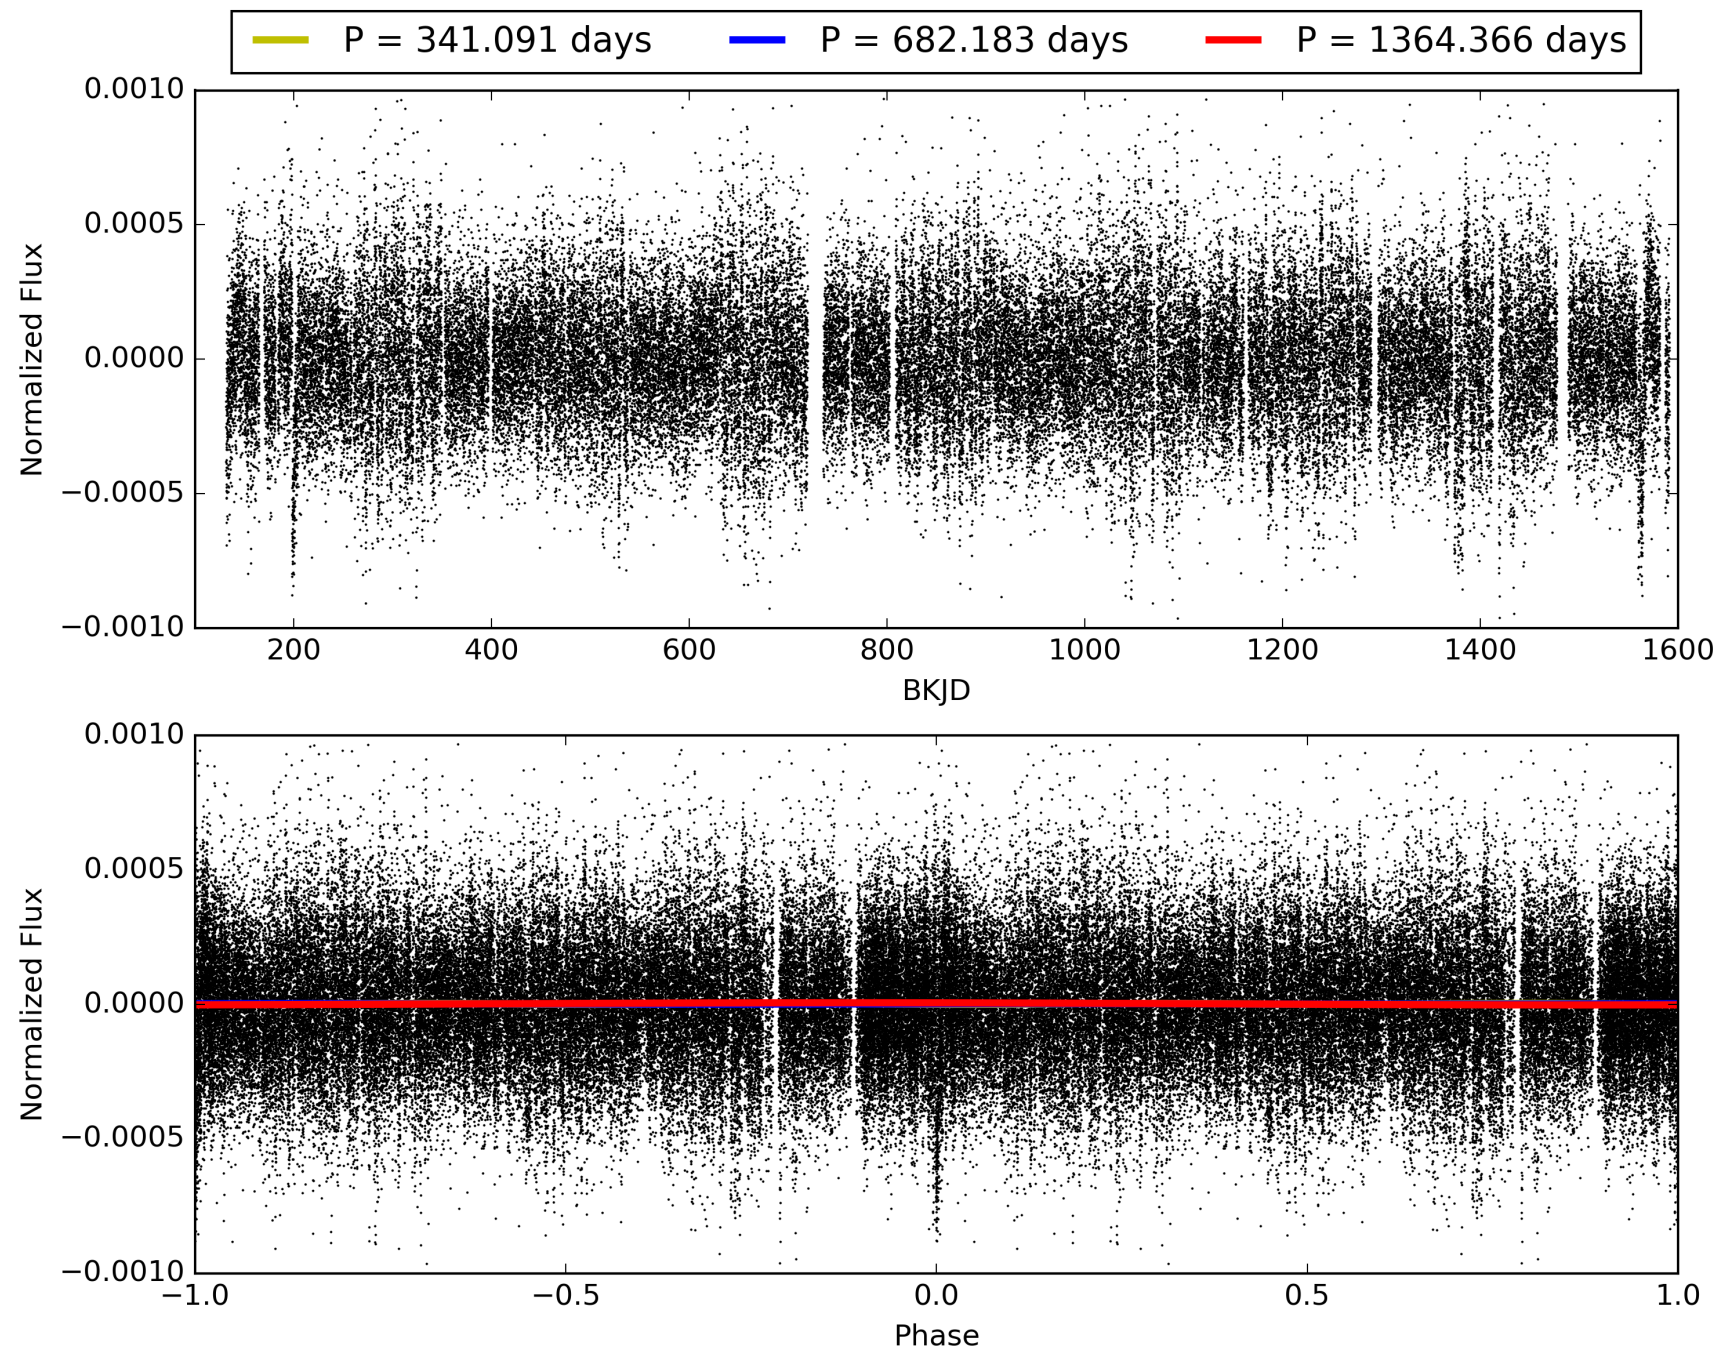 P = 341.091 days P = 682.183 days P = 1364.366 days
0.0010
0.0005
0.0000
−0.0005
−0.0010
Normalized Flux
200 400 600 800 1000 1200 1400 1600
BKJD
0.0010
0.0005
0.0000
−0.0005
−0.0010
Normalized Flux
−1.0 −0.5 0.0 0.5 1.0
Phase